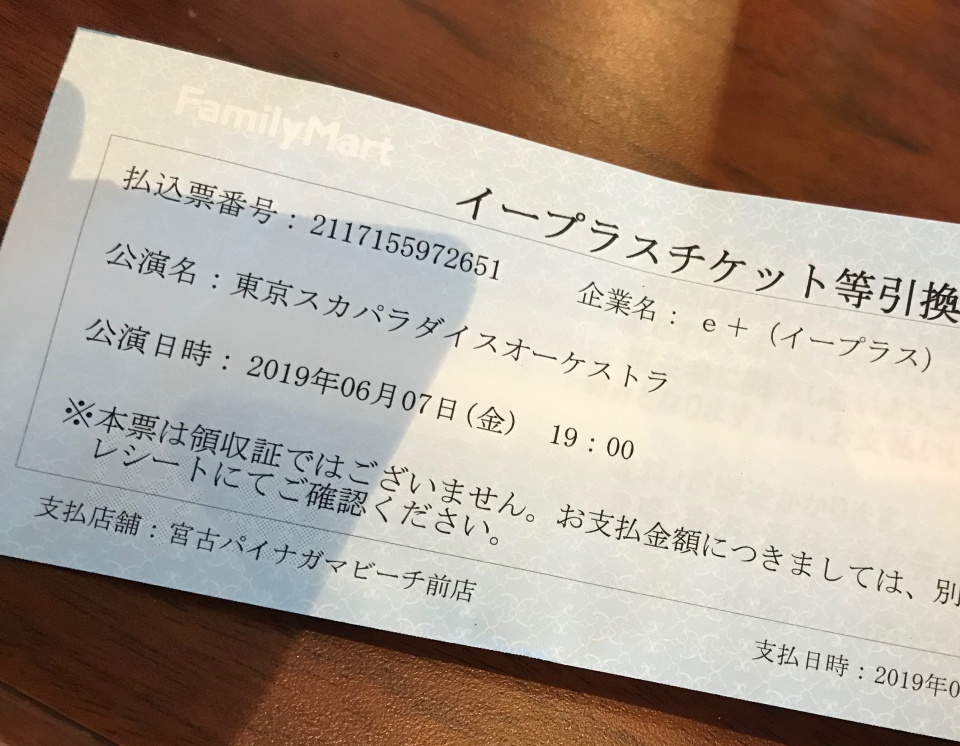 FamilyMart
イープラスチケット等引換
払込票番号：2117155972651
企業名：ｅ＋（イープラス）
公演名：東京スカパラダイスオーケストラ
公演日時：2019年06月07日(金) 19：00
※本票は領収証ではございません。お支払金額につきましては、別
レシートにてご確認ください。
支払店舗：宮古パイナガマビーチ前店
支払日時：2019年0